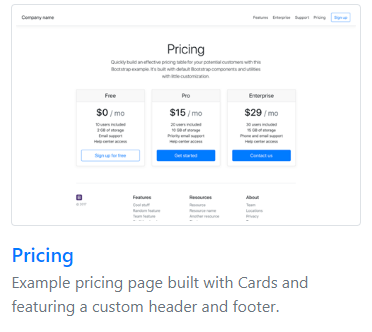 Company name
Features Enterprise Support Pricing Sign up
Pricing
Quickly build an effective pricing table for your potential customers with this
Bootstrap example. It's built with default Bootstrap components and utilities
with little customization.
Free
$0 / mo
10 users included
2 GB of storage
Email support
Help center access
Sign up for free
Pro
$15 / mo
20 users included
10 GB of storage
Priority email support
Help center access
Get started
Enterprise
$29 / mo
30 users included
15 GB of storage
Phone and email support
Help center access
Contact us
Features
Cool stuff
Random feature
Team feature
Resources
Resource
Resource name
Another resource
About
Team
Locations
Privacy
Pricing
Example pricing page built with Cards and
featuring a custom header and footer.